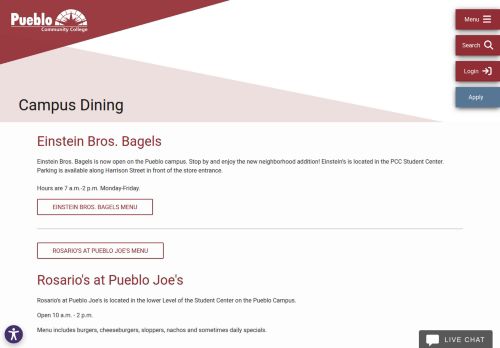 Pueblo
Community College
Menu
Search
Login
Apply
Campus Dining
Einstein Bros. Bagels
Einstein Bros. Bagels is now open on the Pueblo campus. Stop by and enjoy the new neighborhood addition! Einstein's is located in the PCC Student Center.
Parking is available along Harrison Street in front of the store entrance.
Hours are 7 a.m.-2 p.m. Monday-Friday.
EINSTEIN BROS. BAGELS MENU
ROSARIO'S AT PUEBLO JOE'S MENU
Rosario's at Pueblo Joe's
Rosario's at Pueblo Joe's is located in the lower Level of the Student Center on the Pueblo Campus.
Open 10 a.m. - 2 p.m.
Menu includes burgers, cheeseburgers, sloppers, nachos and sometimes daily specials.
LIVE CHAT